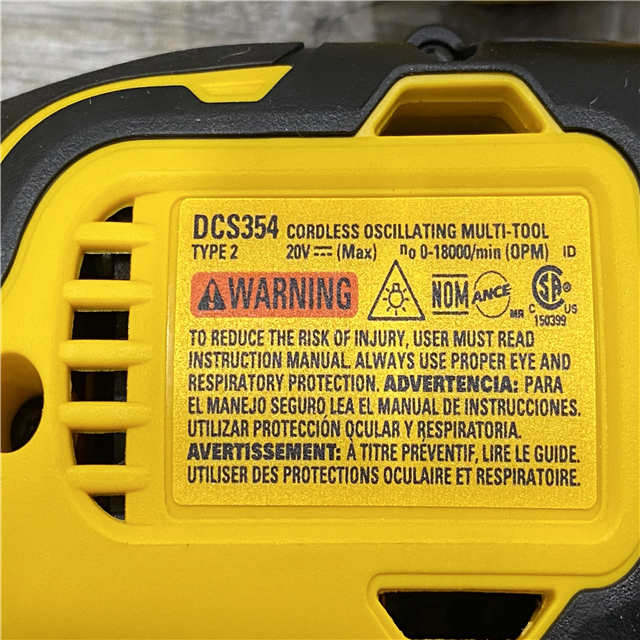 DCS354 CORDLESS OSCILLATING MULTI-TOOL
TYPE 2 20V ⎓ (Max) n0 0-18000/min (OPM) ID
WARNING NOM ANCE MR C SA ® US
150399
TO REDUCE THE RISK OF INJURY, USER MUST READ
INSTRUCTION MANUAL. ALWAYS USE PROPER EYE AND
RESPIRATORY PROTECTION. ADVERTENCIA: PARA
EL MANEJO SEGURO LEA EL MANUAL DE INSTRUCCIONES.
UTILIZAR PROTECCIÓN OCULAR Y RESPIRATORIA.
AVERTISSEMENT: À TITRE PRÉVENTIF, LIRE LE GUIDE.
UTILISER DES PROTECTIONS OCULAIRE ET RESPIRATOIRE.